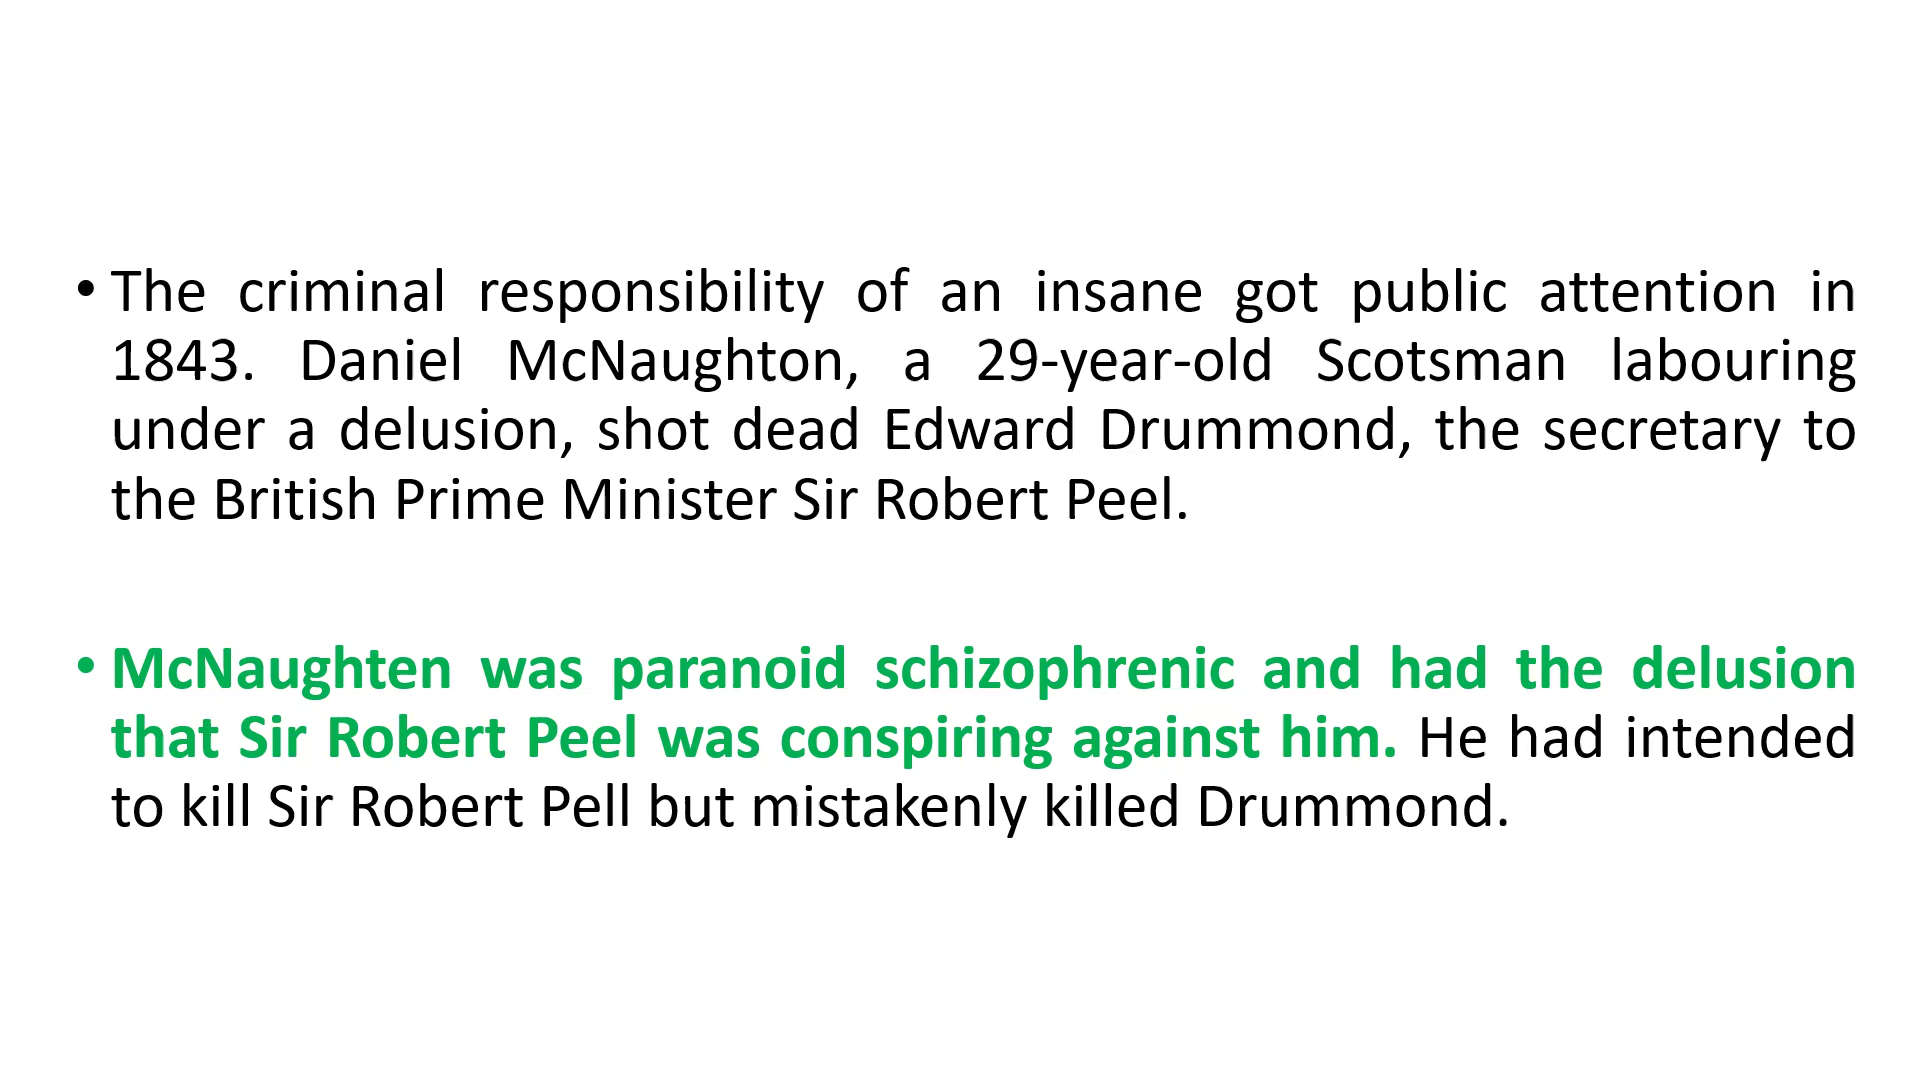 • The criminal responsibility of an insane got public attention in
1843. Daniel McNaughton, a 29-year-old Scotsman labouring
under a delusion, shot dead Edward Drummond, the secretary to
the British Prime Minister Sir Robert Peel.
• McNaughten was paranoid schizophrenic and had the delusion
that Sir Robert Peel was conspiring against him. He had intended
to kill Sir Robert Pell but mistakenly killed Drummond.